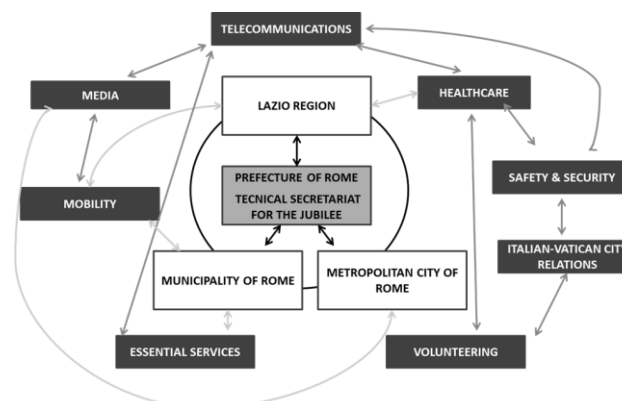 TELECOMMUNICATIONS
MEDIA
HEALTHCARE
LAZIO REGION
PREFECTURE OF ROME
TECNICAL SECRETARIAT
FOR THE JUBILEE
MOBILITY
SAFETY & SECURITY
ITALIAN-VATICAN CITY
RELATIONS
MUNICIPALITY OF ROME
METROPOLITAN CITY OF
ROME
ESSENTIAL SERVICES
VOLUNTEERING